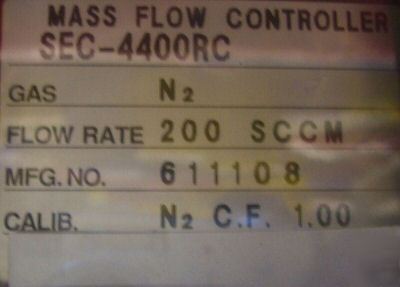 MASS FLOW CONTROLLER
SEC-4400RC
GAS N₂
FLOW RATE 200 SCCM
MFG. NO. 611108
CALIB. N₂ C.F. 1.00